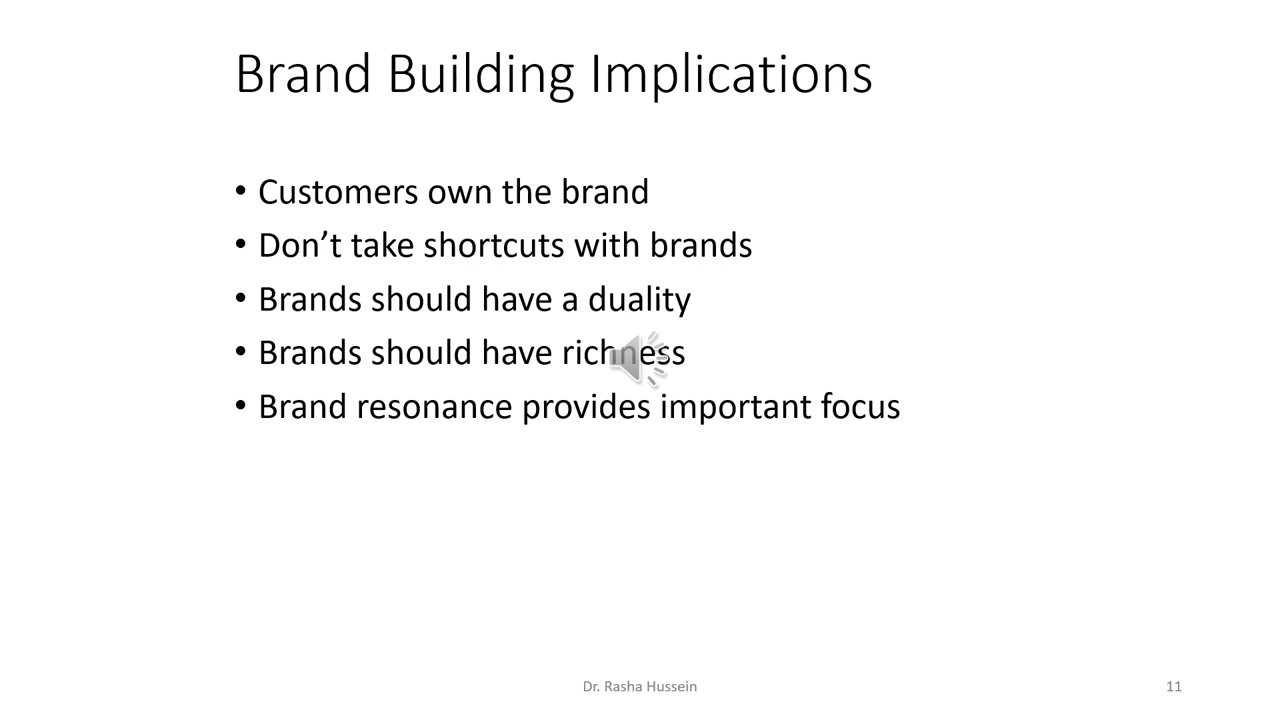 Brand Building Implications
• Customers own the brand
• Don’t take shortcuts with brands
• Brands should have a duality
• Brands should have richness
• Brand resonance provides important focus
Dr. Rasha Hussein
11